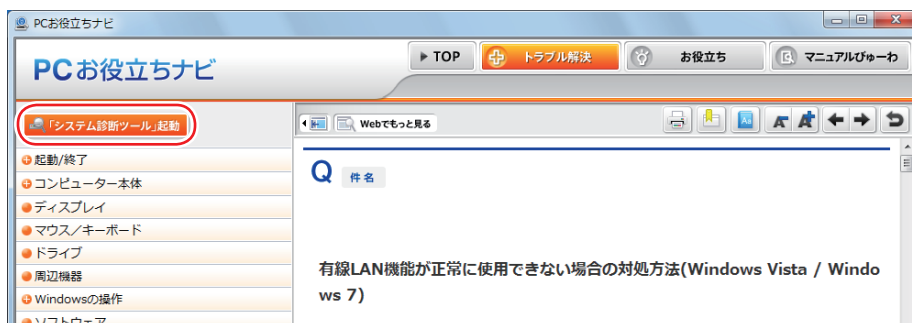 PCお役立ちナビ
PCお役立ちナビ
TOP
トラブル解決
お役立ち
マニュアルびゅーわ
「システム診断ツール」起動
Webでもっと見る
起動/終了
コンピューター本体
ディスプレイ
マウス/キーボード
ドライブ
周辺機器
Windowsの操作
ソフトウェア
Q 件名
有線LAN機能が正常に使用できない場合の対処方法(Windows Vista / Windo
ws 7)